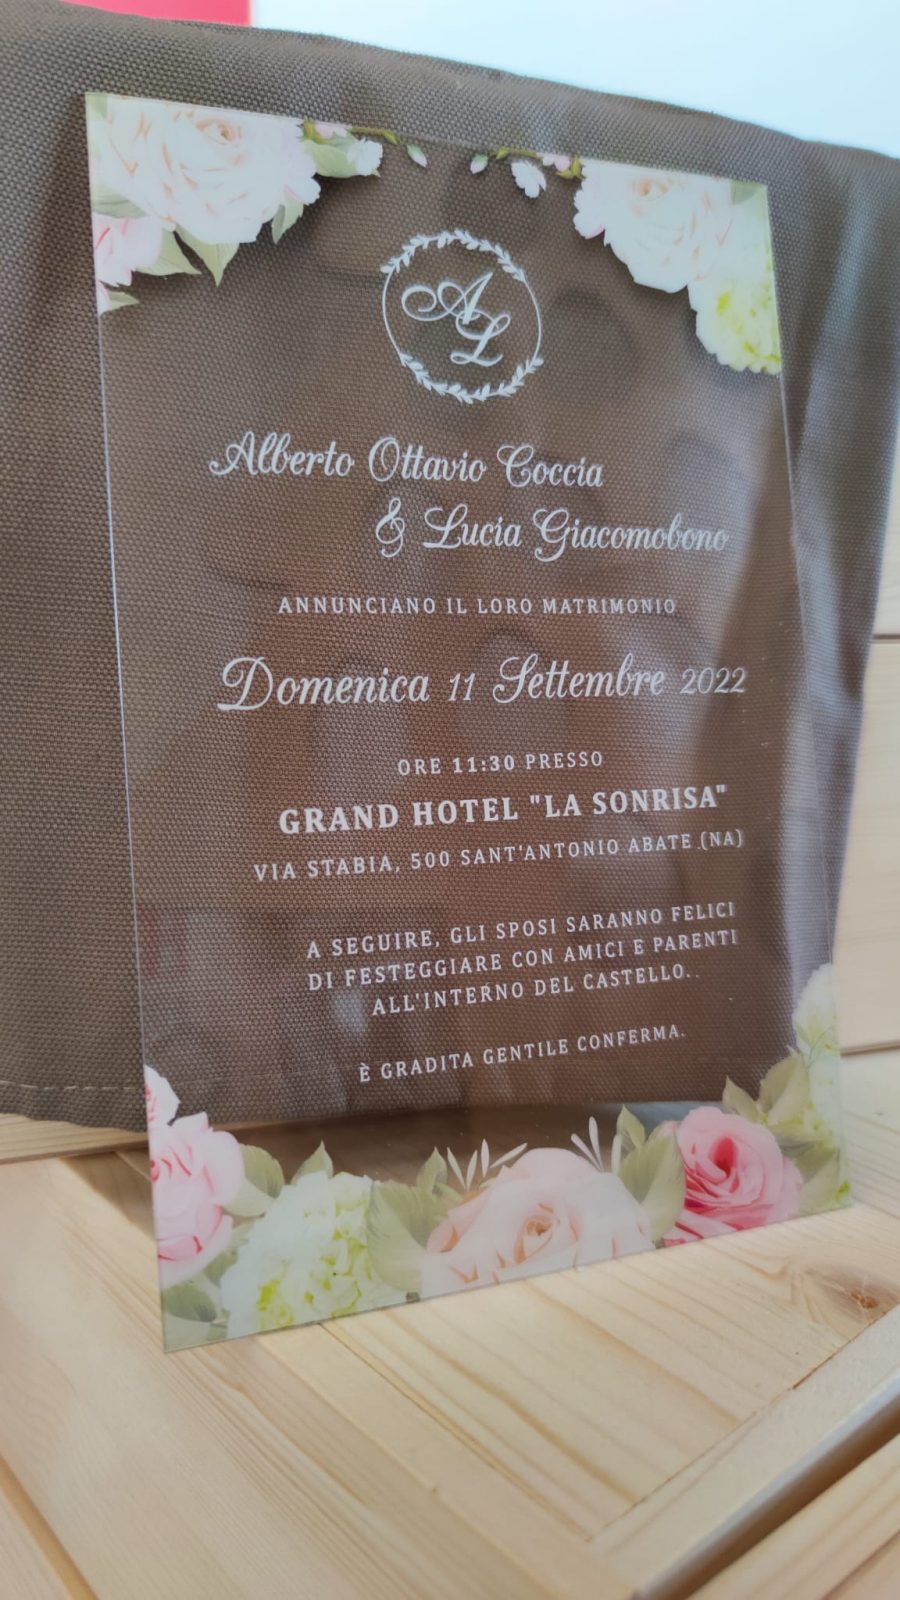 A
L
Alberto Ottavio Coccia
& Lucia Giacomobono
ANNUNCIANO IL LORO MATRIMONIO
Domenica 11 Settembre 2022
ORE 11:30 PRESSO
GRAND HOTEL "LA SONRISA"
VIA STABIA, 500 SANT'ANTONIO ABATE (NA)
A SEGUIRE, GLI SPOSI SARANNO FELICI
DI FESTEGGIARE CON AMICI E PARENTI
ALL'INTERNO DEL CASTELLO..
È GRADITA GENTILE CONFERMA.